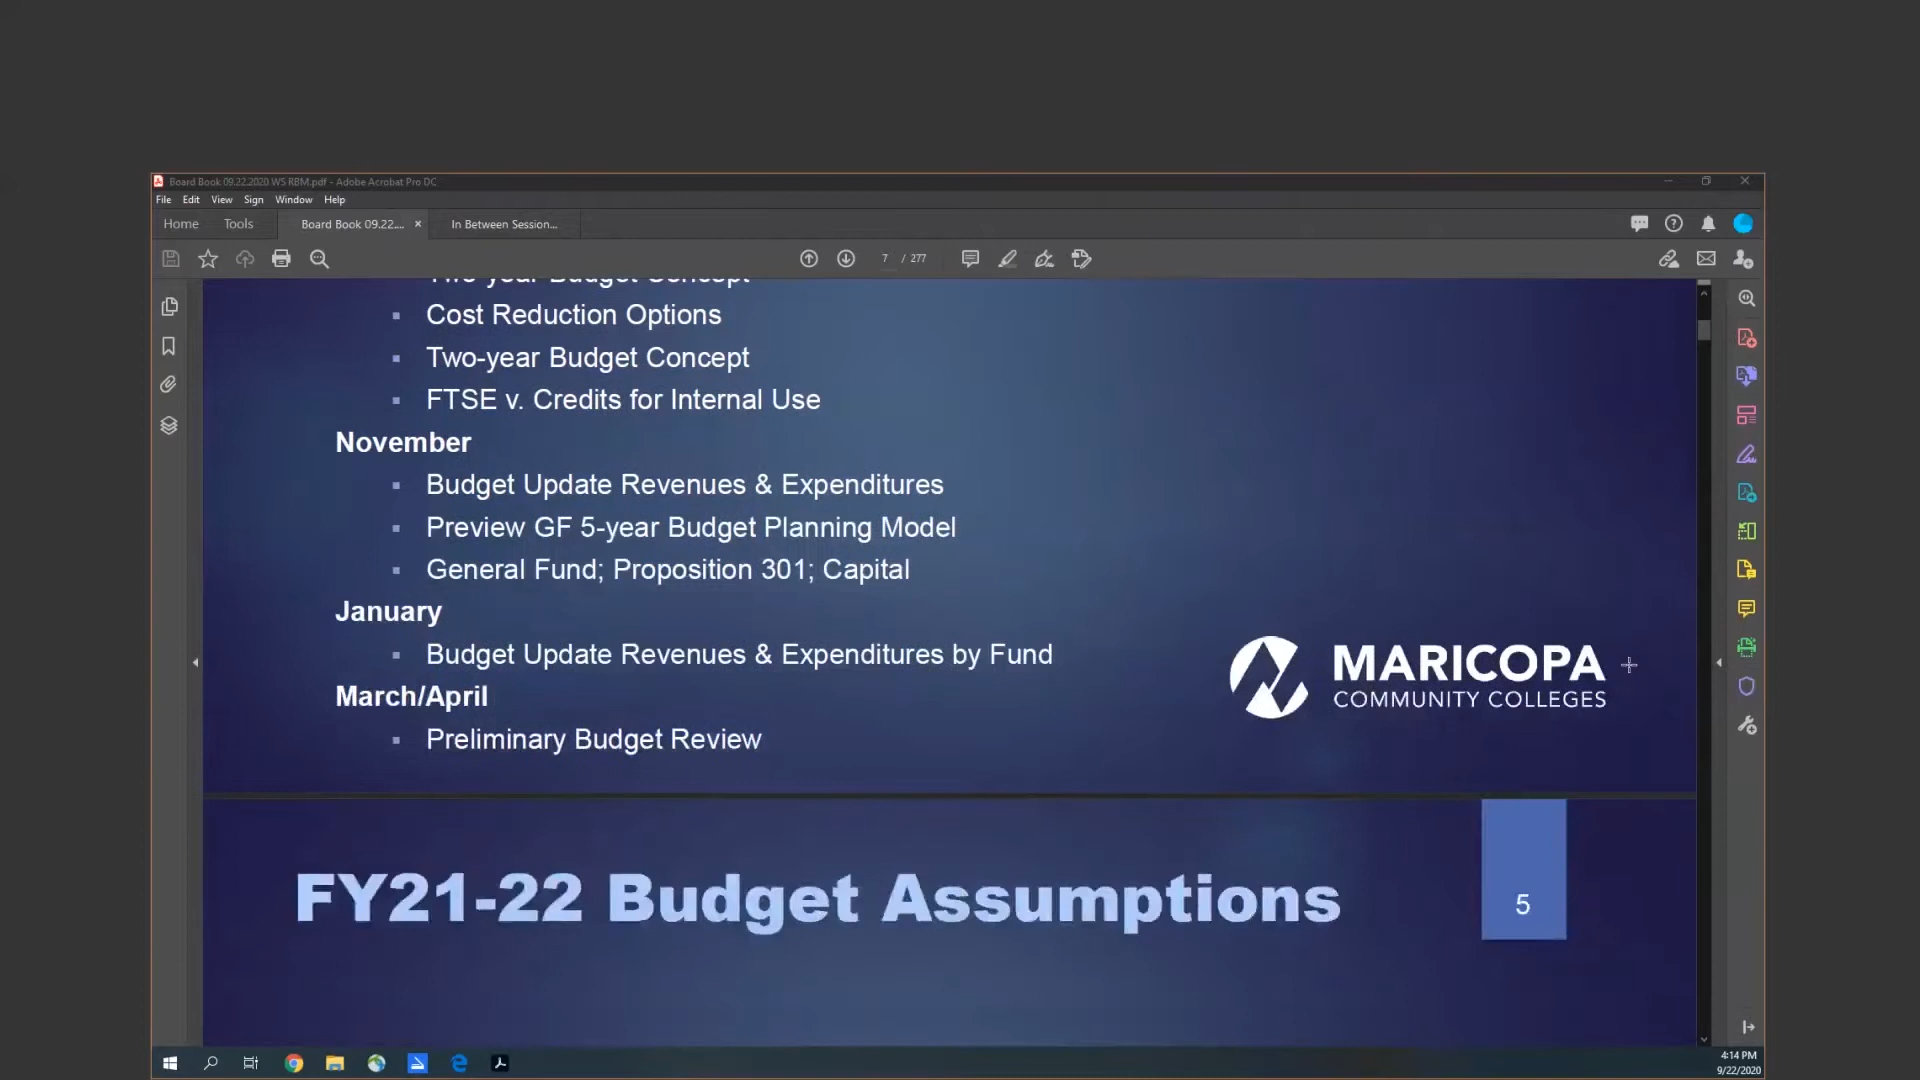 Board Book 09.22.2020 WS RBM.pdf - Adobe Acrobat Pro DC
File Edit View Sign Window Help
Home Tools Board Book 09.22.... × In Between Session...
7 / 277
Two-year Budget Concept
▪ Cost Reduction Options
▪ Two-year Budget Concept
▪ FTSE v. Credits for Internal Use
November
▪ Budget Update Revenues & Expenditures
▪ Preview GF 5-year Budget Planning Model
▪ General Fund; Proposition 301; Capital
January
▪ Budget Update Revenues & Expenditures by Fund
March/April
▪ Preliminary Budget Review
MARICOPA
COMMUNITY COLLEGES
FY21-22 Budget Assumptions
5
4:14 PM
9/22/2020